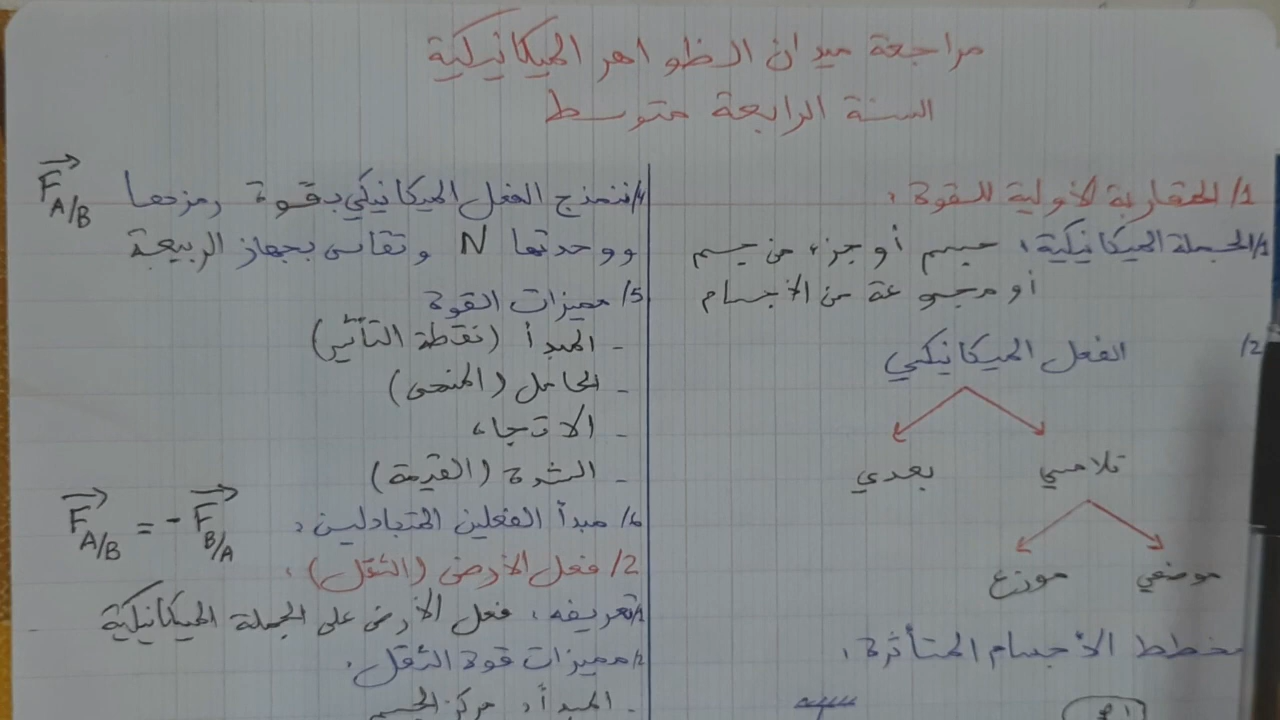 مراجعة ميدان الظواهر الميكانيكية
السنة الرابعة متوسط
1/ المقاربة الأولية للقوة:
1/ الجملة الميكانيكية: جسم أو جزء من جسم
أو مجموعة من الأجسام
2/ الفعل الميكانيكي
تلامسي بعدي
موضعي موزع
مخطط الأجسام المتأثرة:
4/ ننمذج الفعل الميكانيكي بقوة رمزها F A/B
ووحدتها N وتقاس بجهاز الربيعة
5/ مميزات القوة
- المبدأ (نقطة التأثير)
- الحامل (المنحى)
- الاتجاه
- الشدة (القيمة)
6/ مبدأ الفعلين المتبادلين: F A/B = - F B/A
2/ فعل الأرض (الثقل):
1/ تعريفه: فعل الأرض على الجملة الميكانيكية
2/ مميزات قوة الثقل:
- المبدأ: مركز الجسم